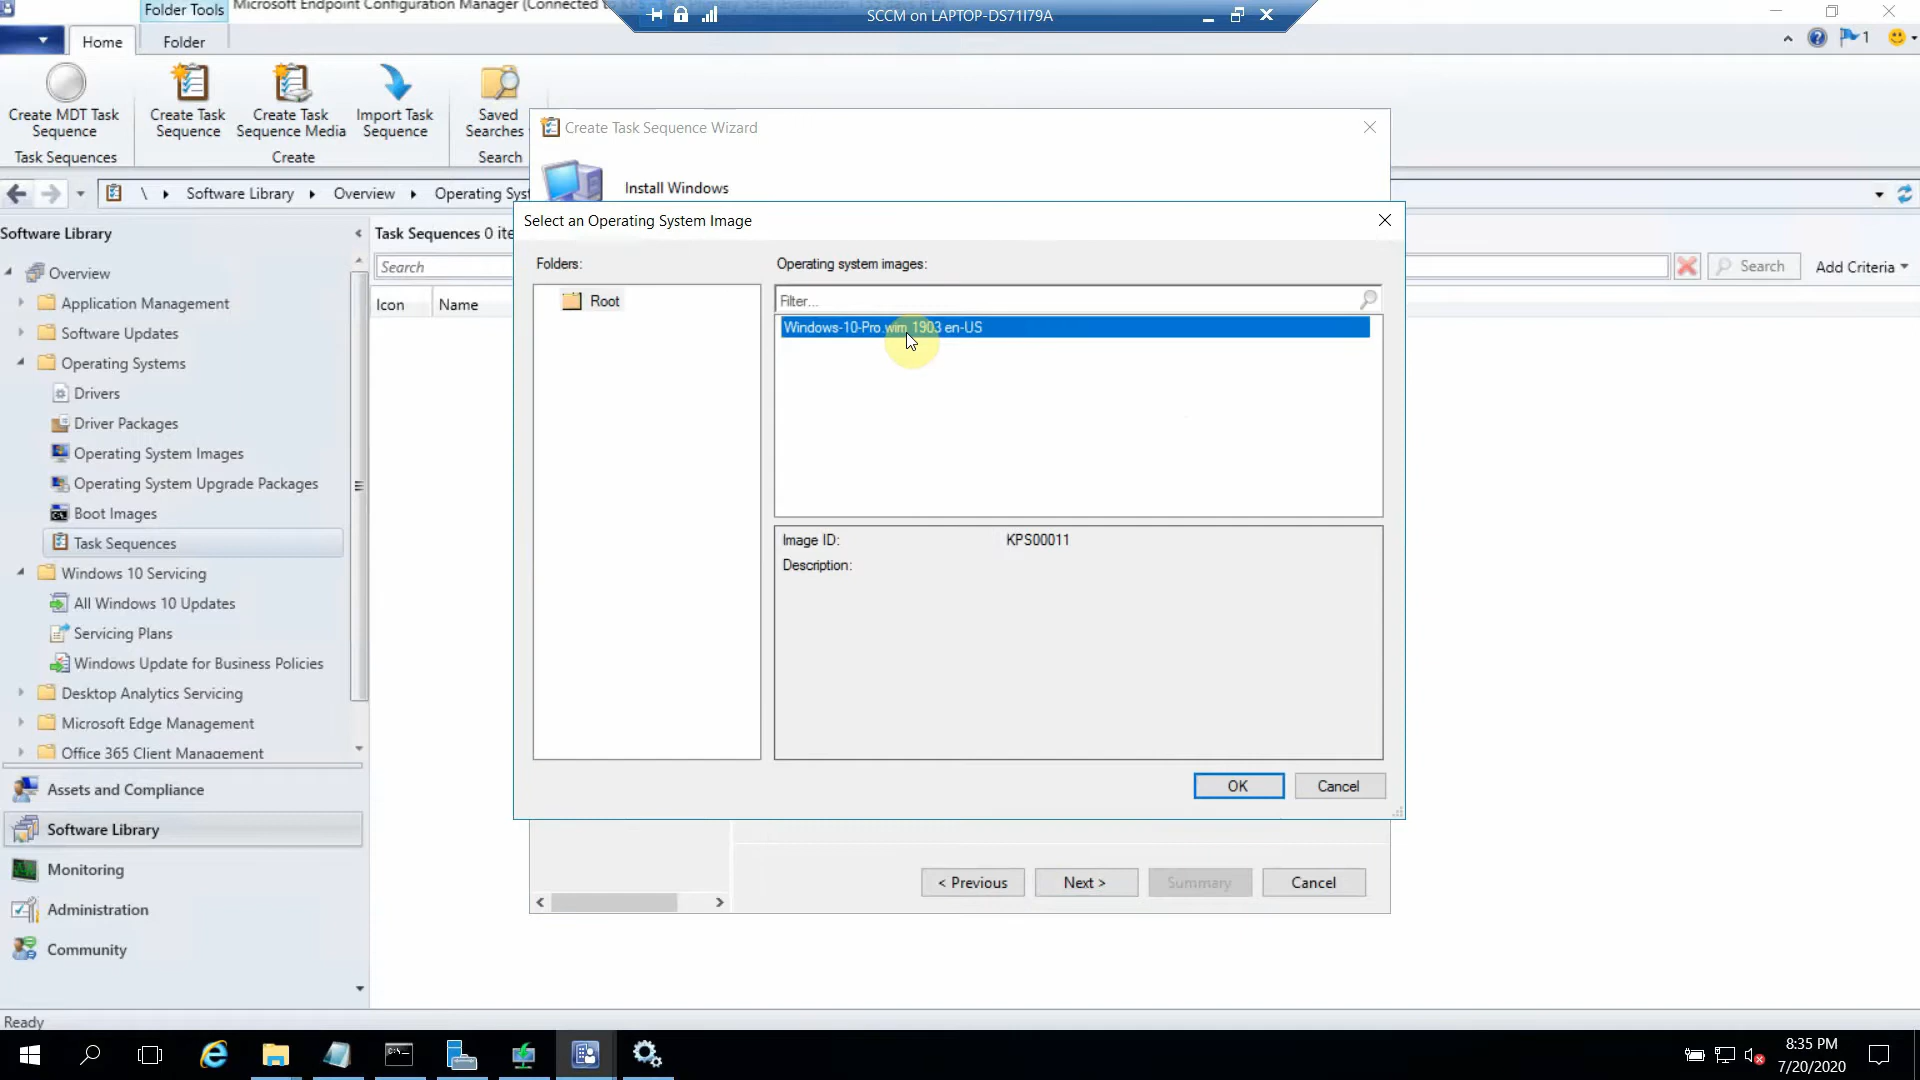 Folder Tools
Microsoft Endpoint Configuration Manager (Connected
SCCM on LAPTOP-DS71I79A
Home
Folder
1
Create MDT Task Sequence
Create Task Sequence
Create Task Sequence Media
Import Task Sequence
Saved Searches
Task Sequences
Create
Search
\
Software Library
Overview
Operating Syst
Create Task Sequence Wizard
Install Windows
Software Library
Overview
Application Management
Software Updates
Operating Systems
Drivers
Driver Packages
Operating System Images
Operating System Upgrade Packages
Boot Images
Task Sequences
Windows 10 Servicing
All Windows 10 Updates
Servicing Plans
Windows Update for Business Policies
Desktop Analytics Servicing
Microsoft Edge Management
Office 365 Client Management
Assets and Compliance
Software Library
Monitoring
Administration
Community
Task Sequences 0 ite
Search
Search
Add Criteria
Icon
Name
Select an Operating System Image
Folders:
Root
Operating system images:
Filter...
Windows-10-Pro.wim 1903 en-US
Image ID: KPS00011
Description:
OK
Cancel
< Previous
Next >
Summary
Cancel
Ready
8:35 PM
7/20/2020